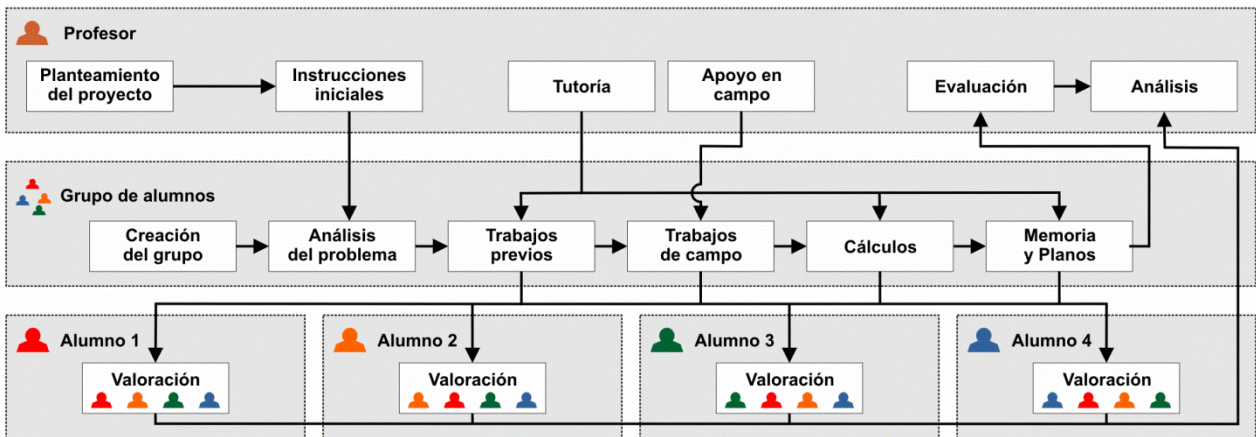 Profesor
Planteamiento
del proyecto
Instrucciones
iniciales
Tutoría
Apoyo en
campo
Evaluación
Análisis
Grupo de alumnos
Creación
del grupo
Análisis
del problema
Trabajos
previos
Trabajos
de campo
Cálculos
Memoria
y Planos
Alumno 1
Valoración
Alumno 2
Valoración
Alumno 3
Valoración
Alumno 4
Valoración